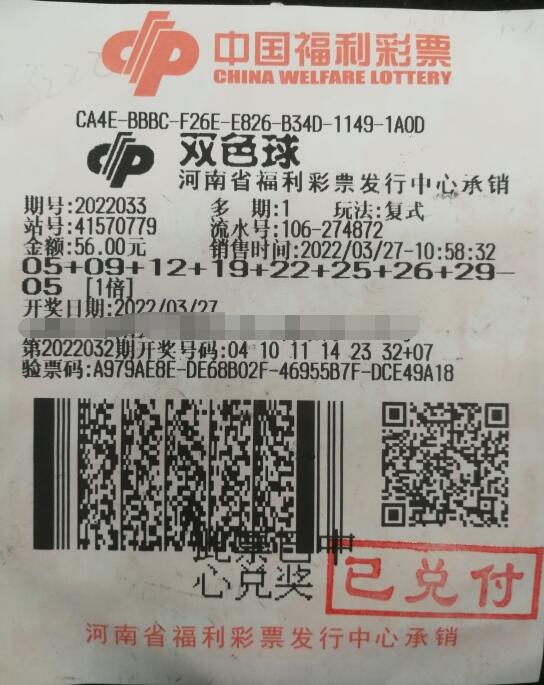 中国福利彩票
CHINA WELFARE LOTTERY
CA4E-BBBC-F26E-E826-B34D-1149-1A0D
双色球
河南省福利彩票发行中心承销
期号:2022033 多期:1 玩法:复式
站号:41570779 流水号:106-274872
金额:56.00元 销售时间:2022/03/27-10:58:32
05+09+12+19+22+25+26+29-
05 [1倍]
开奖日期:2022/03/27
第2022032期开奖号码:04 10 11 14 23 32+07
验票码:A979AE8E-DE68B02F-46955B7F-DCE49A18
此票已中
心兑奖
已兑付
河南省福利彩票发行中心承销